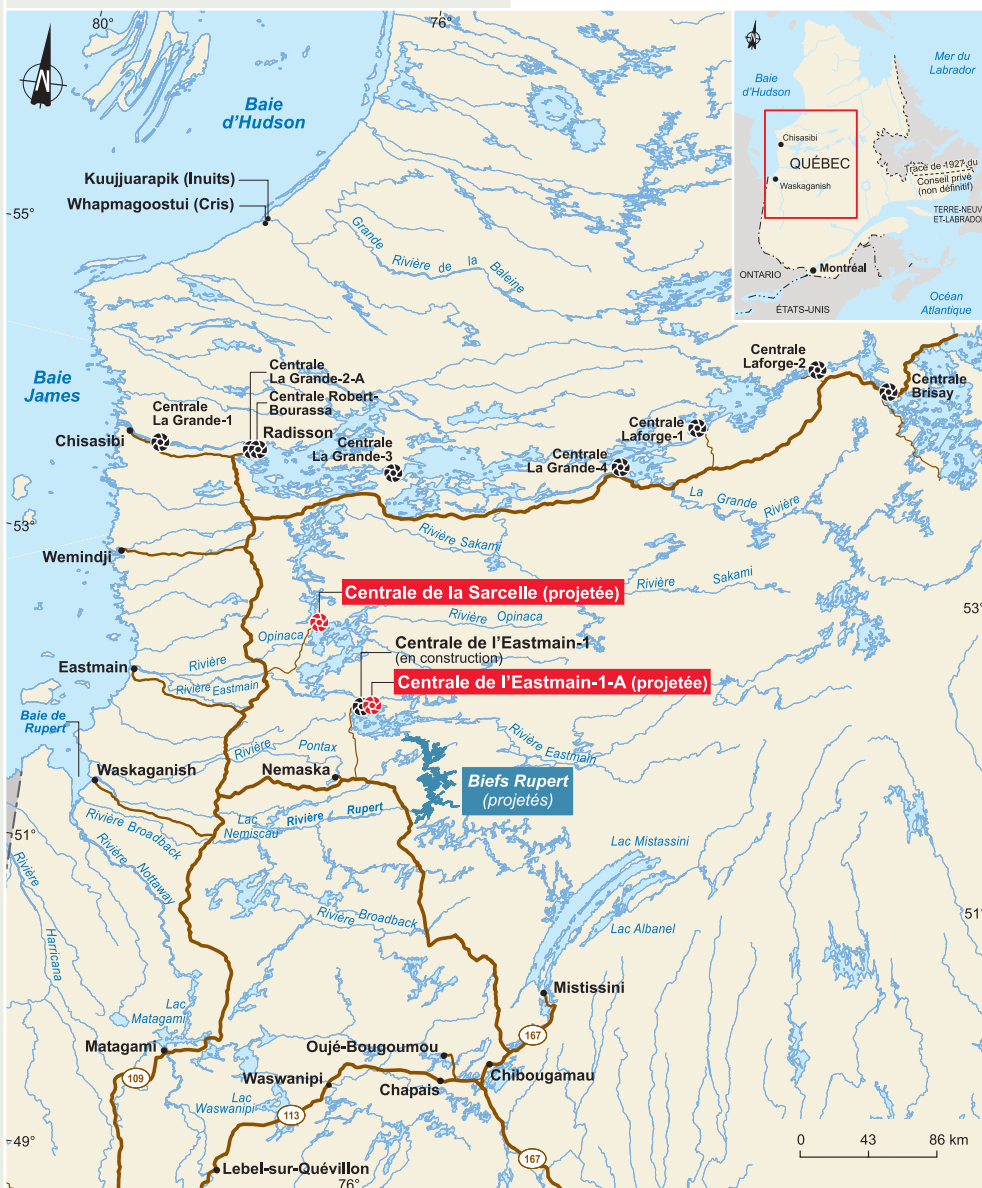 80°
76°
Baie
d'Hudson
Kuujjuarapik (Inuits)
Whapmagoostui (Cris)
55°
Grande
Rivière de la
Baleine
Baie
d'Hudson
Mer du
Labrador
Chisasibi
QUÉBEC
Waskaganish
Tracé de 1927 du
Conseil privé
(non définitif)
TERRE-NEUVE
ET-LABRADOR
ONTARIO
Montréal
ÉTATS-UNIS
Océan
Atlantique
Baie
James
Centrale
La Grande-2-A
Centrale Robert-
Bourassa
Centrale
La Grande-1
Chisasibi
Radisson
Centrale
La Grande-3
Centrale
Laforge-2
Centrale
Brisay
Centrale
Laforge-1
Centrale
La Grande-4
La Grande Rivière
53°
Rivière Sakami
Wemindji
Rivière Sakami
Centrale de la Sarcelle (projetée)
53°
Rivière Opinaca
Opinaca
Rivière
Centrale de l'Eastmain-1
(en construction)
Eastmain
Rivière Eastmain
Centrale de l'Eastmain-1-A (projetée)
Baie de
Rupert
Rivière Pontax
Rivière Eastmain
Waskaganish
Nemaska
Biefs Rupert
(projetés)
Rivière Rupert
Lac
Nemiscau
51°
Rivière Broadback
Rivière Nottaway
Lac Mistassini
Rivière
Harricana
Rivière Broadback
Lac Albanel
51°
Mistissini
Lac
Matagami
Matagami
Oujé-Bougoumou
167
109
Waswanipi
Chapais
Chibougamau
Lac
Waswanipi
113
49°
0 43 86 km
167
Lebel-sur-Quévillon
76°